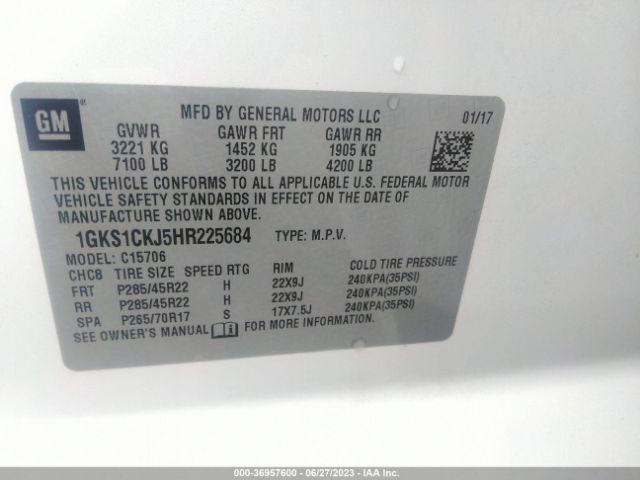 GM
MFD BY GENERAL MOTORS LLC 01/17
GVWR GAWR FRT GAWR RR
3221 KG 1452 KG 1905 KG
7100 LB 3200 LB 4200 LB
THIS VEHICLE CONFORMS TO ALL APPLICABLE U.S. FEDERAL MOTOR
VEHICLE SAFETY STANDARDS IN EFFECT ON THE DATE OF
MANUFACTURE SHOWN ABOVE.
1GKS1CKJ5HR225684 TYPE: M.P.V.
MODEL: C15706
CHC8 TIRE SIZE SPEED RTG RIM COLD TIRE PRESSURE
FRT P285/45R22 H 22X9J 240KPA(35PSI)
RR P285/45R22 H 22X9J 240KPA(35PSI)
SPA P265/70R17 S 17X7.5J 240KPA(35PSI)
SEE OWNER'S MANUAL FOR MORE INFORMATION.
000-36957600 - 06/27/2023 - IAA Inc.